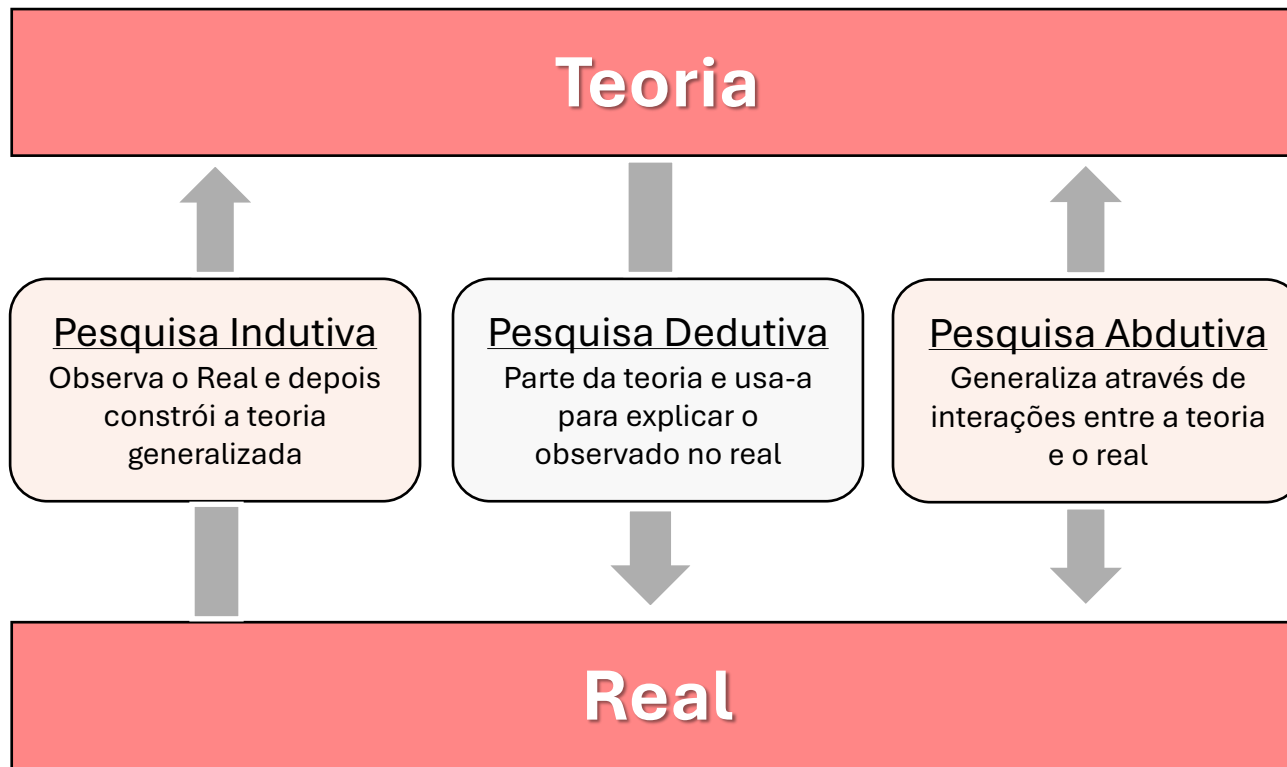 Teoria
Pesquisa Indutiva
Observa o Real e depois
constrói a teoria
generalizada
Pesquisa Dedutiva
Parte da teoria e usa-a
para explicar o
observado no real
Pesquisa Abdutiva
Generaliza através de
interações entre a teoria
e o real
Real